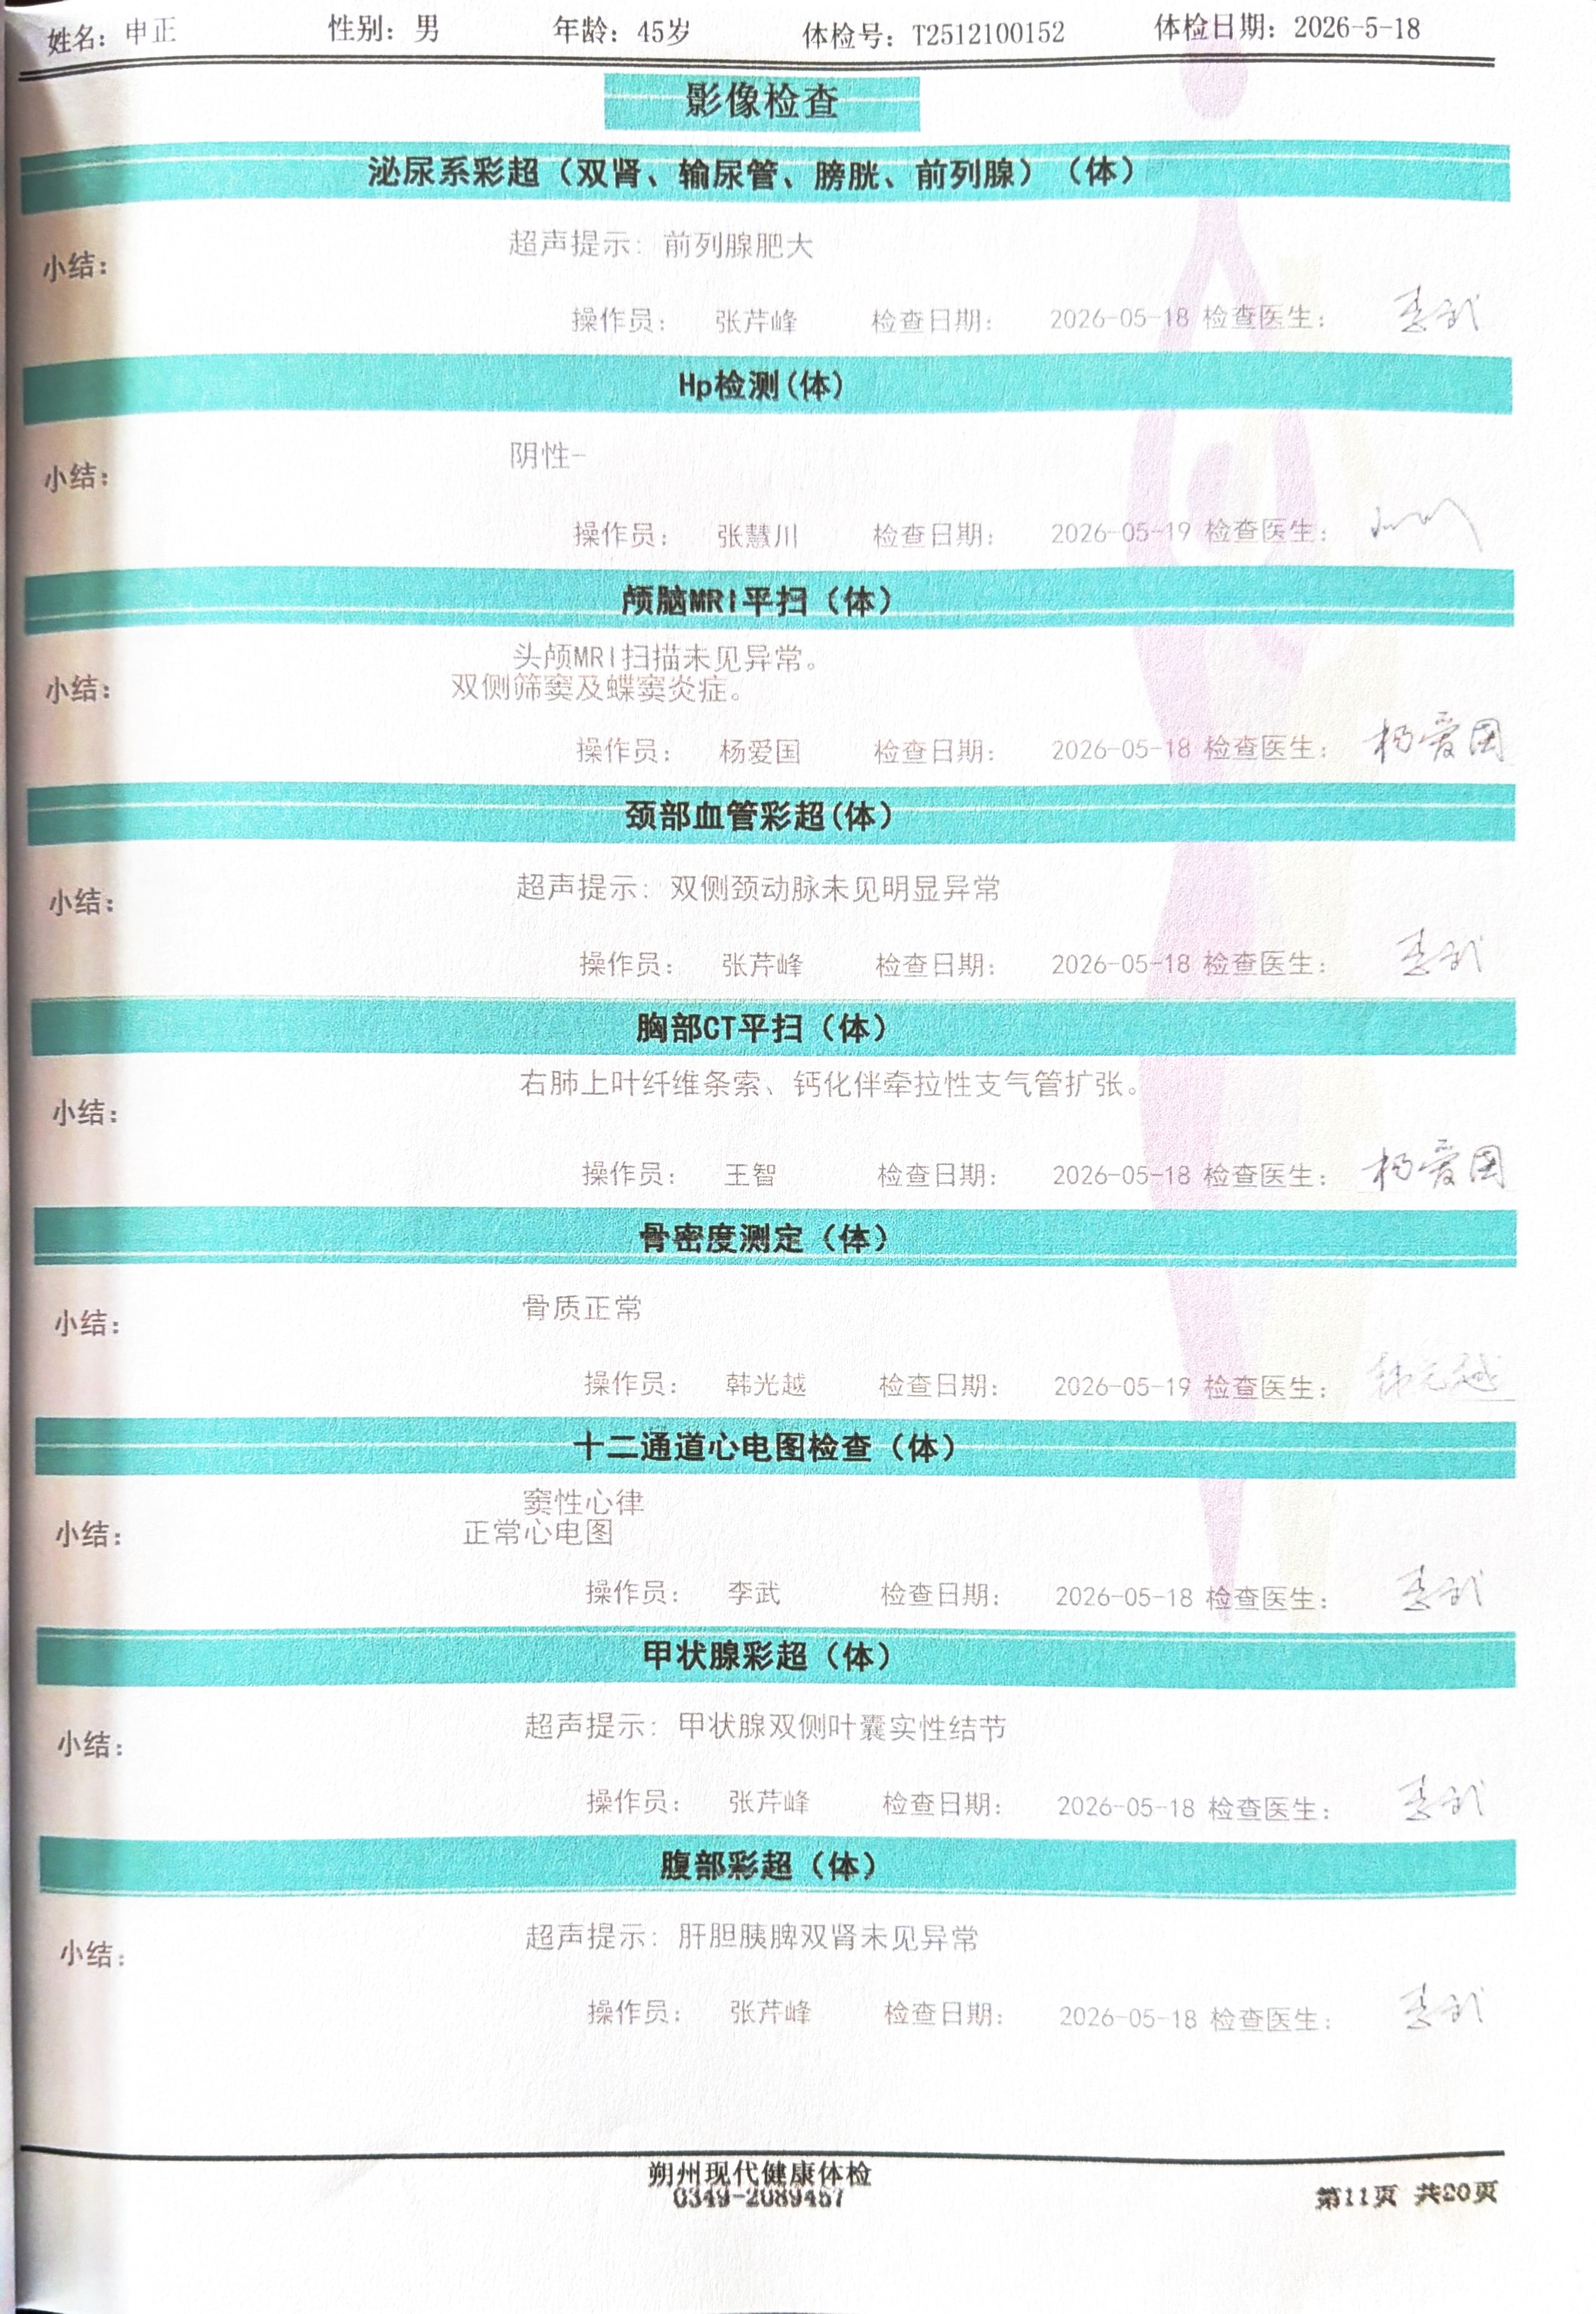 姓名：申正 性别：男 年龄：45岁 体检号：T2512100152 体检日期：2026-5-18
影像检查
泌尿系彩超（双肾、输尿管、膀胱、前列腺）（体）
超声提示：前列腺肥大
小结：
操作员： 张芹峰 检查日期： 2026-05-18 检查医生： 李武
Hp检测(体)
阴性-
小结：
操作员： 张慧川 检查日期： 2026-05-19 检查医生：
颅脑MRI平扫（体）
头颅MRI扫描未见异常。
小结： 双侧筛窦及蝶窦炎症。
操作员： 杨爱国 检查日期： 2026-05-18 检查医生： 杨爱国
颈部血管彩超(体)
超声提示：双侧颈动脉未见明显异常
小结：
操作员： 张芹峰 检查日期： 2026-05-18 检查医生： 李武
胸部CT平扫（体）
右肺上叶纤维条索、钙化伴牵拉性支气管扩张。
小结：
操作员： 王智 检查日期： 2026-05-18 检查医生： 杨爱国
骨密度测定（体）
骨质正常
小结：
操作员： 韩光越 检查日期： 2026-05-19 检查医生： 韩光越
十二通道心电图检查（体）
窦性心律
小结： 正常心电图
操作员： 李武 检查日期： 2026-05-18 检查医生： 李武
甲状腺彩超（体）
超声提示：甲状腺双侧叶囊实性结节
小结：
操作员： 张芹峰 检查日期： 2026-05-18 检查医生： 李武
腹部彩超（体）
超声提示：肝胆胰脾双肾未见异常
小结：
操作员： 张芹峰 检查日期： 2026-05-18 检查医生： 李武
朔州现代健康体检
0349-2089457
第11页 共20页